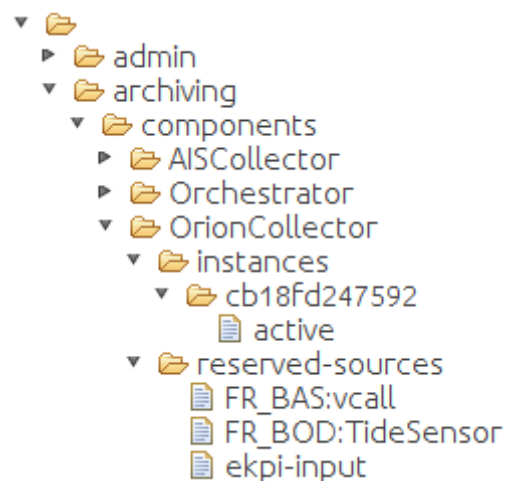 admin
archiving
components
AISCollector
Orchestrator
OrionCollector
instances
cb18fd247592
active
reserved-sources
FR_BAS:vcall
FR_BOD:TideSensor
ekpi-input